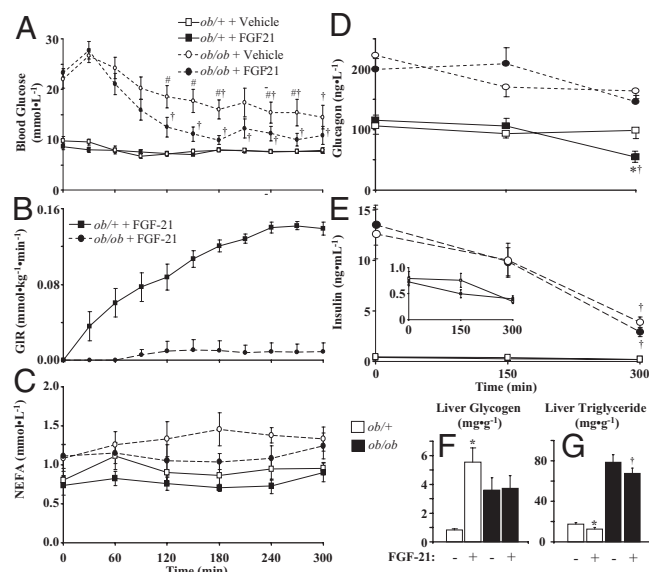 A
ob/+ + Vehicle
ob/+ + FGF21
ob/ob + Vehicle
ob/ob + FGF21
Blood Glucose
(mmol•L-1)
30
20
10
0
# # #† # #† #† †
† † † † † † †
B
ob/+ + FGF-21
ob/ob + FGF-21
GIR (mmol•kg-1•min-1)
0.16
0.08
0.00
C
NEFA (mmol•L-1)
2.0
1.5
1.0
0.5
0.0
0 60 120 180 240 300
Time (min)
D
Glucagon
(ng•L-1)
200
100
0
*†
E
Insulin
(ng•mL-1)
15
10
5
0
1.0
0.5
0
0 150 300
†
†
0 150 300
Time (min)
ob/+
ob/ob
Liver Glycogen
(mg•g-1)
F
8
6
4
2
0
*
Liver Triglyceride
(mg•g-1)
G
80
40
0
*
†
FGF-21: - + - + - + - +